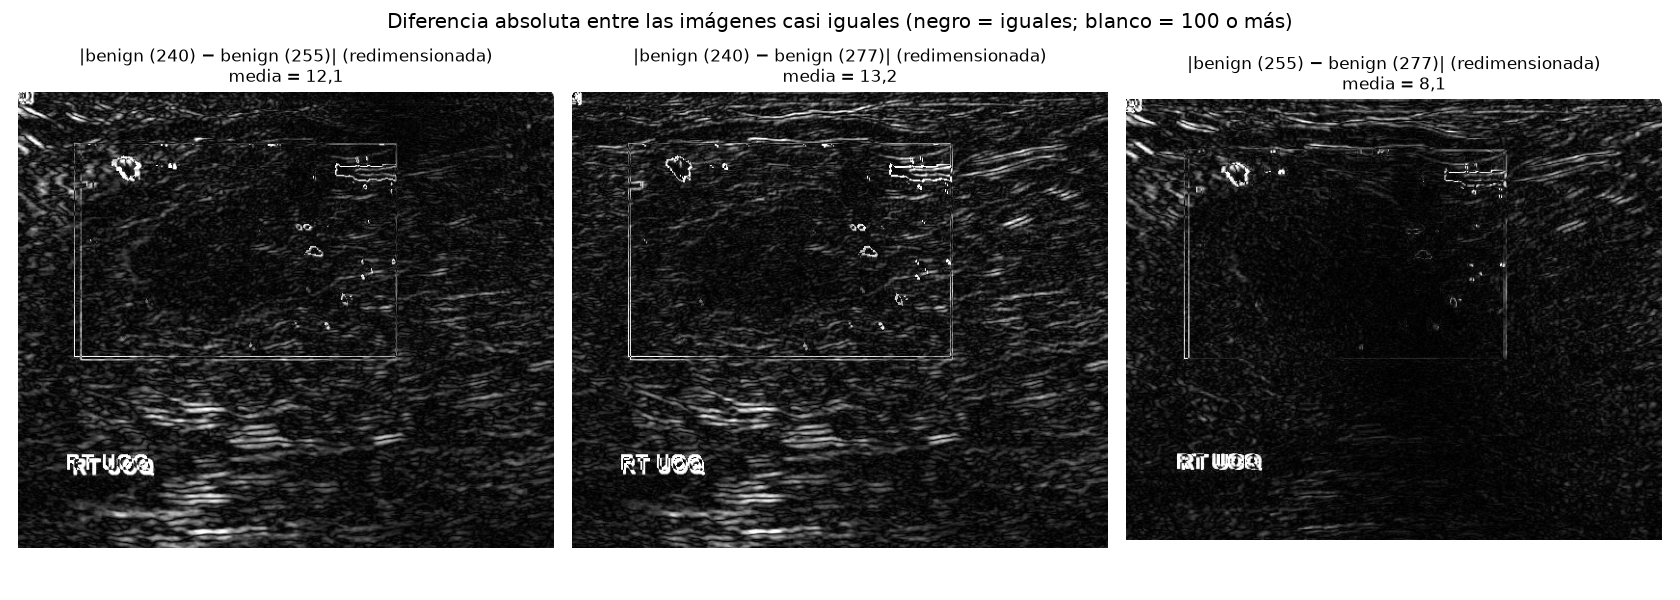 Diferencia absoluta entre las imágenes casi iguales (negro = iguales; blanco = 100 o más)
|benign (240) − benign (255)| (redimensionada)
media = 12,1
|benign (240) − benign (277)| (redimensionada)
media = 13,2
|benign (255) − benign (277)| (redimensionada)
media = 8,1
RT UOQ
RT UOQ
RT UOQ